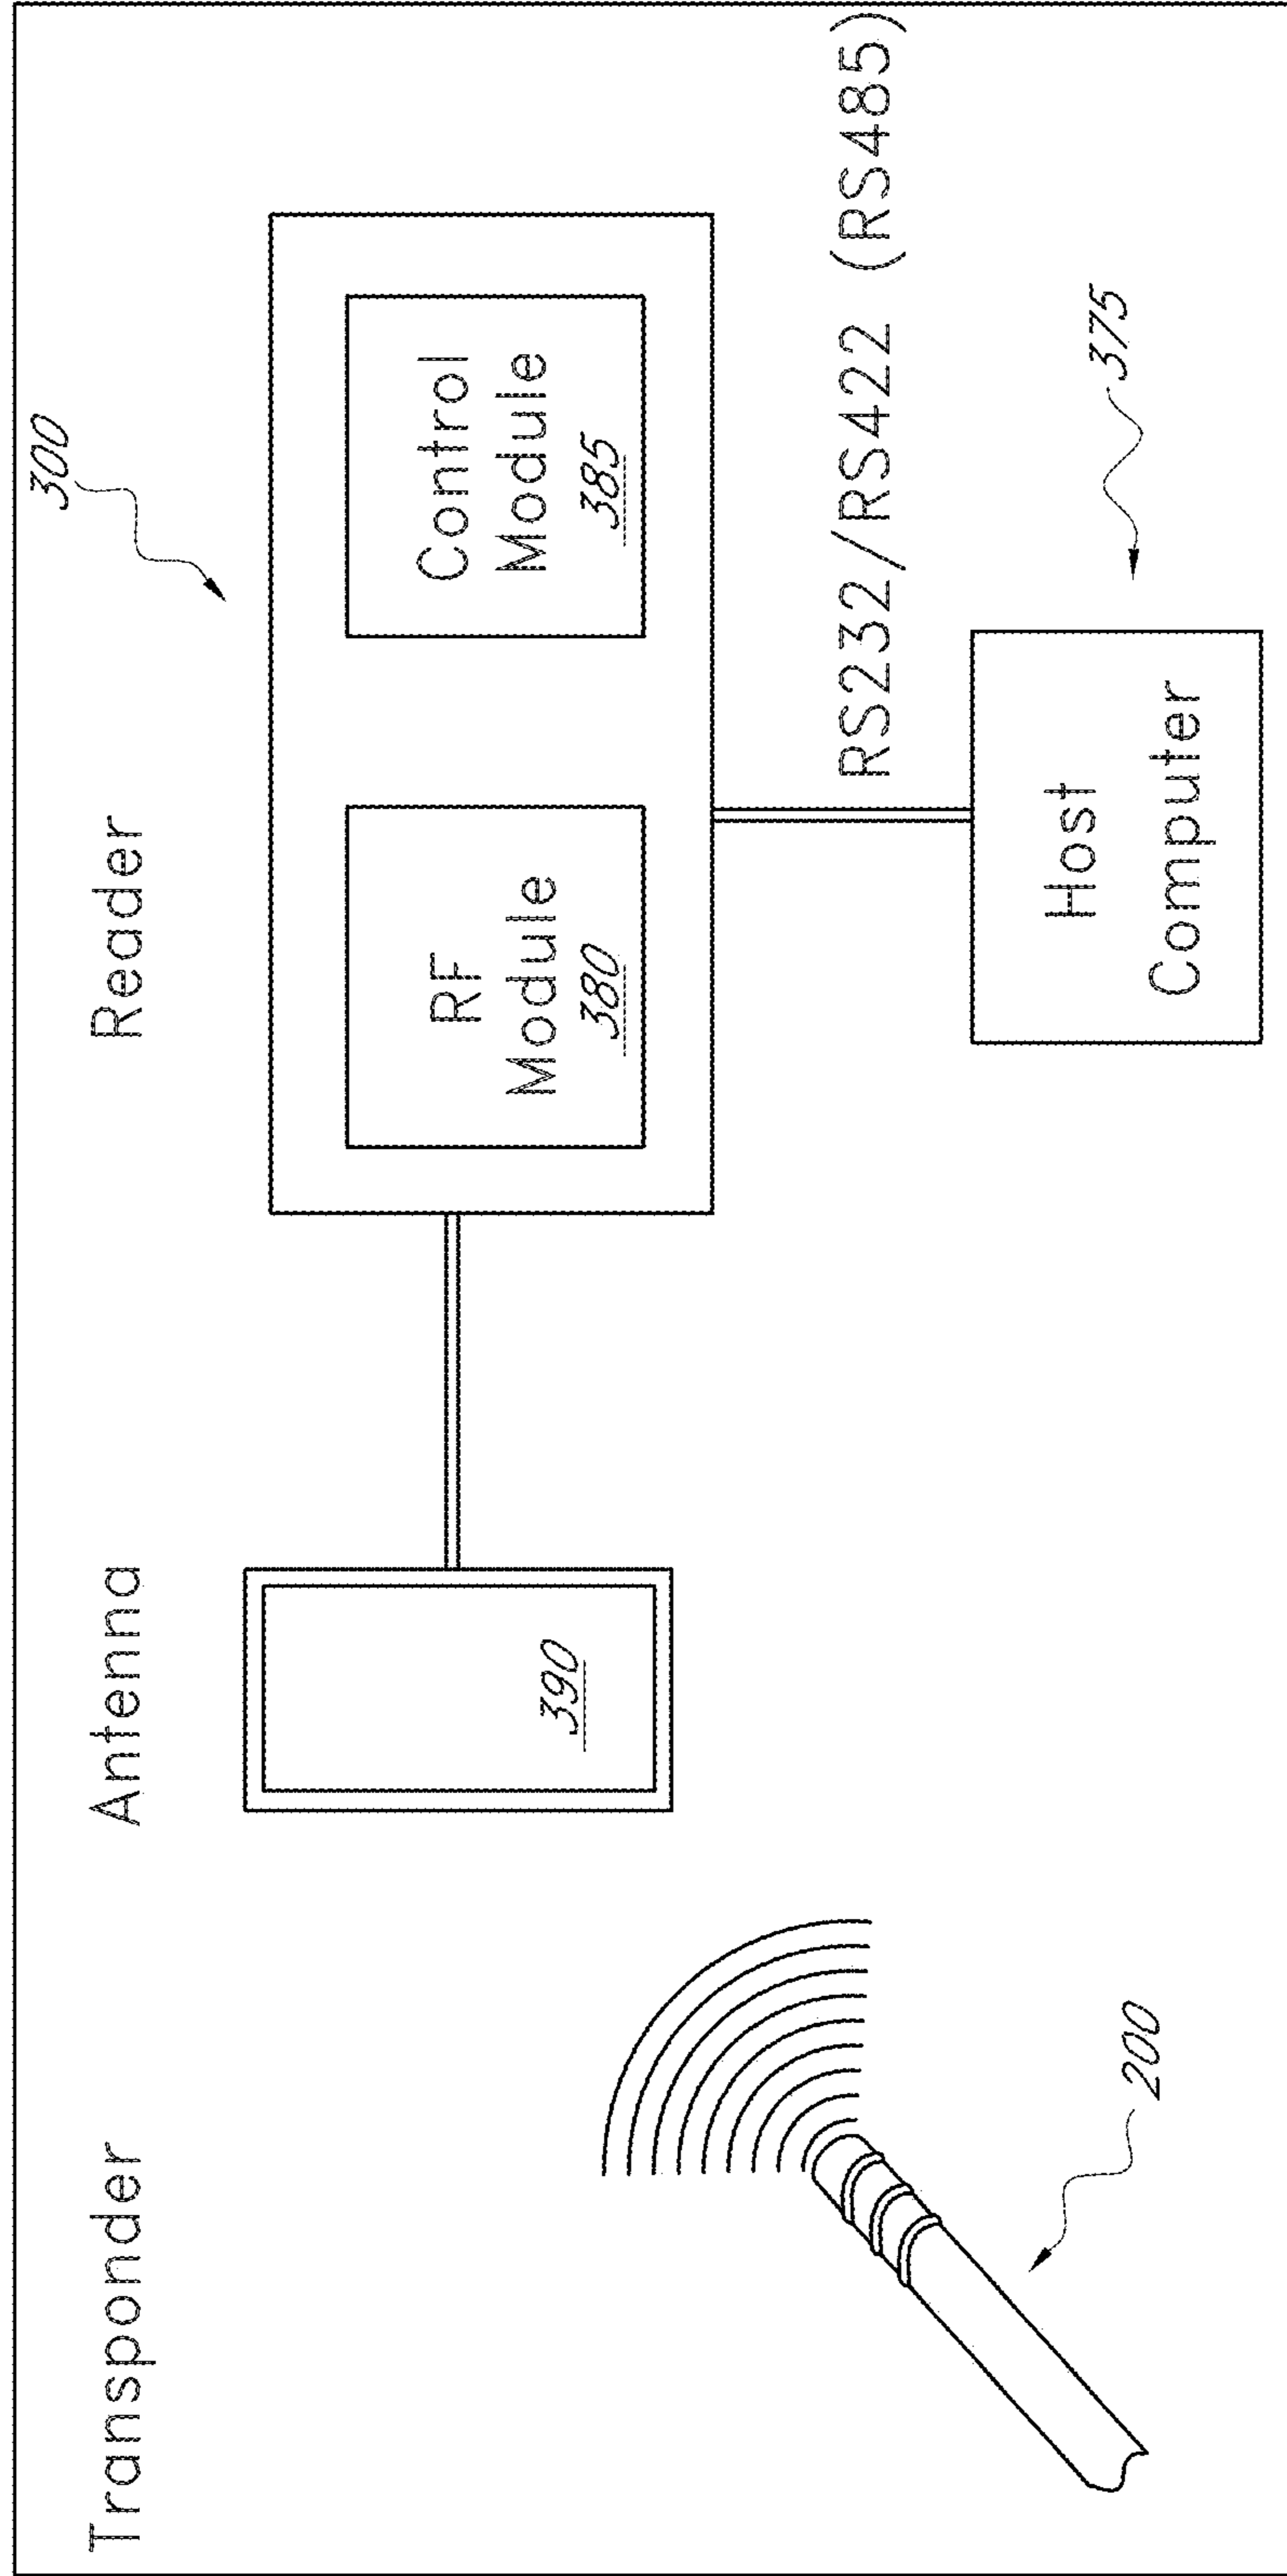 Transponder
Antenna
Reader
300
390
RF
Module
380
Control
Module
385
RS232/RS422 (RS485)
200
Host
Computer
375